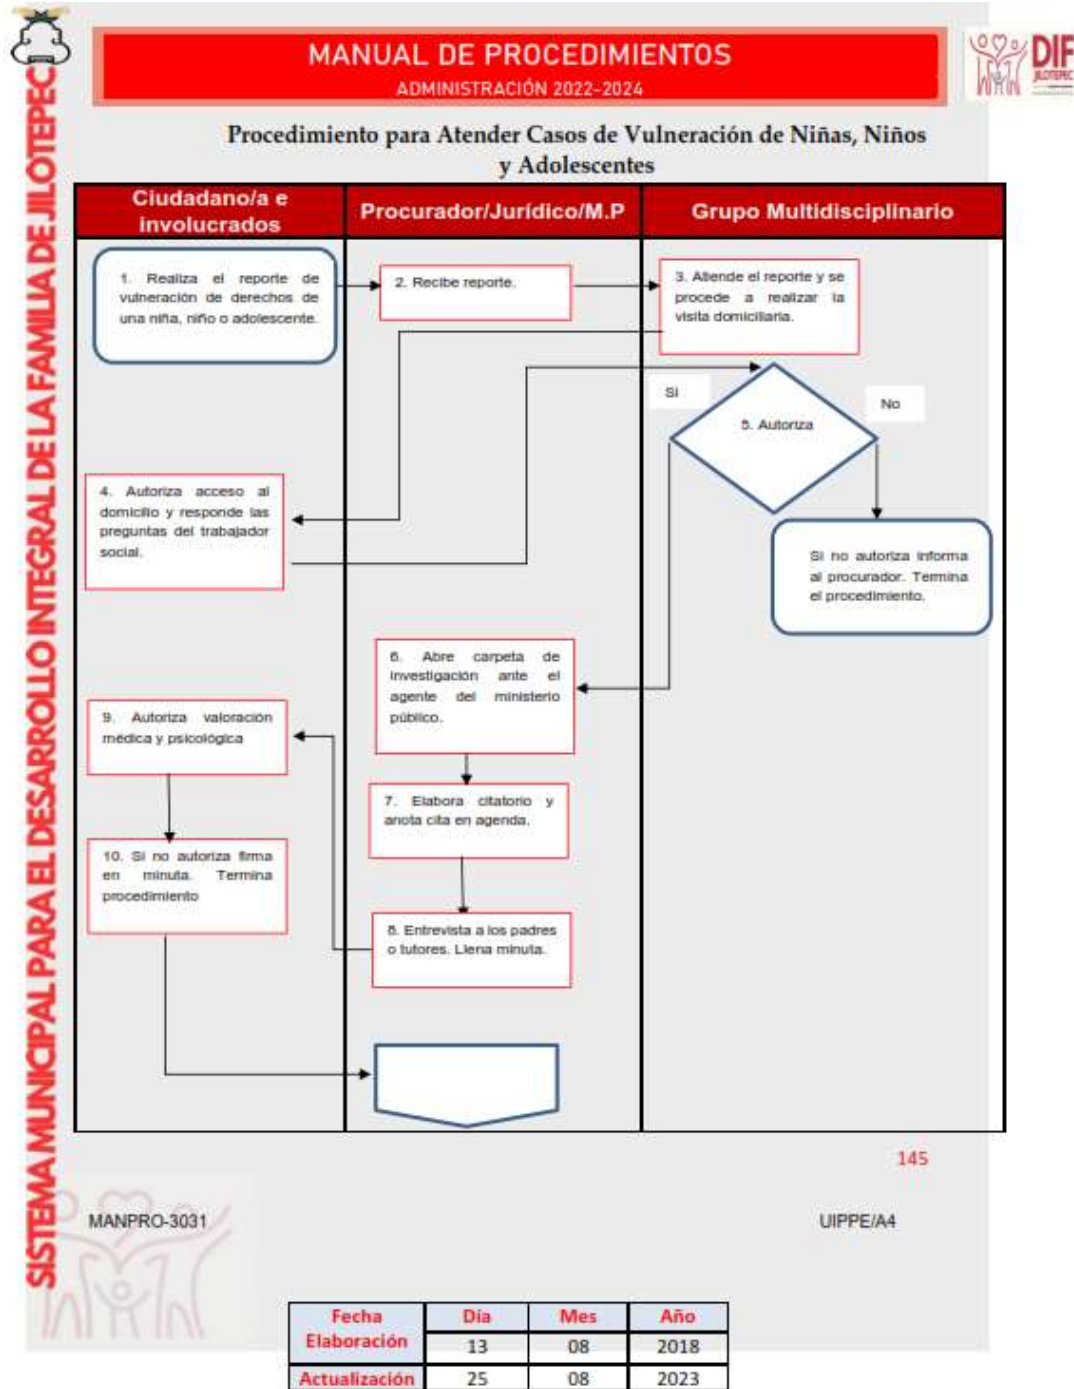 SISTEMA MUNICIPAL PARA EL DESARROLLO INTEGRAL DE LA FAMILIA DE JILOTEPEC
MANUAL DE PROCEDIMIENTOS
ADMINISTRACIÓN 2022-2024
DIF
JILOTEPEC
Procedimiento para Atender Casos de Vulneración de Niñas, Niños
y Adolescentes
Ciudadano/a e
involucrados
Procurador/Jurídico/M.P
Grupo Multidisciplinario
1. Realiza el reporte de
vulneración de derechos de
una niña, niño o adolescente.
2. Recibe reporte.
3. Atiende el reporte y se
procede a realizar la
visita domiciliaria.
Si
No
5. Autoriza
4. Autoriza acceso al
domicilio y responde las
preguntas del trabajador
social.
Si no autoriza informa
al procurador. Termina
el procedimiento.
6. Abre carpeta de
investigación ante el
agente del ministerio
público.
9. Autoriza valoración
médica y psicológica
7. Elabora citatorio y
anota cita en agenda.
10. Si no autoriza firma
en minuta. Termina
procedimiento
8. Entrevista a los padres
o tutores. Llena minuta.
145
MANPRO-3031
UIPPE/A4
Fecha
Elaboración
Día
Mes
Año
13
08
2018
Actualización
25
08
2023